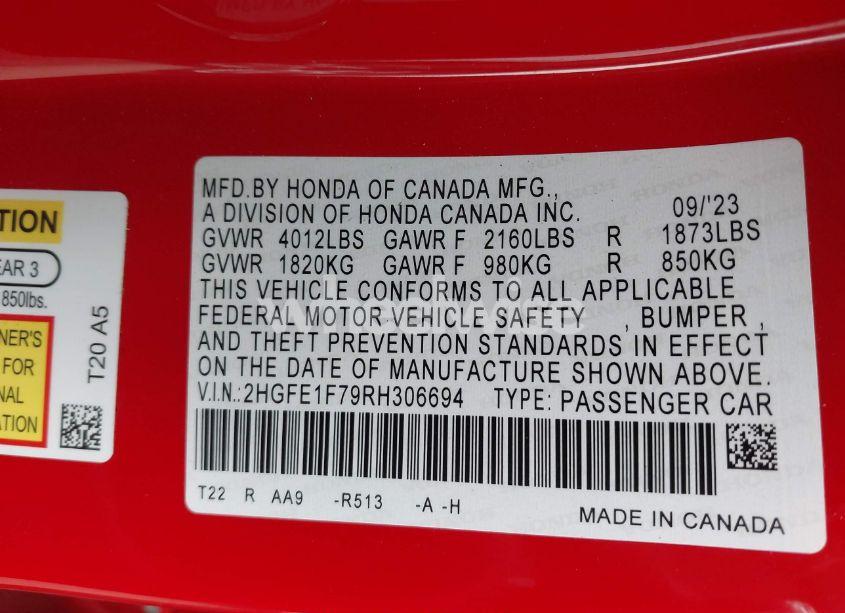 TION
EAR 3
850lbs.
NER'S
FOR
NAL
ATION
T20 A5
MFD.BY HONDA OF CANADA MFG.,
A DIVISION OF HONDA CANADA INC. 09/'23
GVWR 4012LBS GAWR F 2160LBS R 1873LBS
GVWR 1820KG GAWR F 980KG R 850KG
THIS VEHICLE CONFORMS TO ALL APPLICABLE
FEDERAL MOTOR VEHICLE SAFETY , BUMPER ,
AND THEFT PREVENTION STANDARDS IN EFFECT
ON THE DATE OF MANUFACTURE SHOWN ABOVE.
V.I.N.:2HGFE1F79RH306694 TYPE: PASSENGER CAR
T22 R AA9 -R513 -A -H
MADE IN CANADA